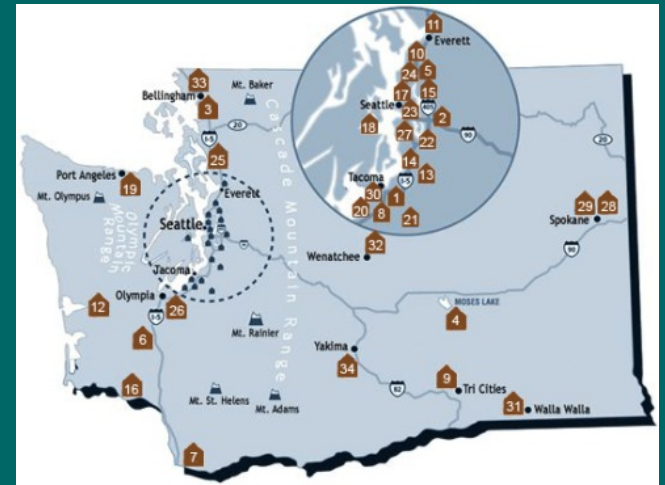 11
Everett
10
33
Mt. Baker
24
5
Bellingham
3
17
15
Seattle
405
23
2
18
20
I-5
27
22
90
20
25
14
Port Angeles
I-5
13
19
Tacoma
Mt. Olympus
Everett
30
1
29
28
20
8
21
Spokane
Olympic
Mountain
Range
Seattle
Cascade Mountain Range
32
90
Wenatchee
Tacoma
Olympia
12
26
MOSES LAKE
I-5
4
6
Mt. Rainier
Yakima
34
9
16
Mt. St. Helens
82
Tri Cities
Mt. Adams
31
Walla Walla
7